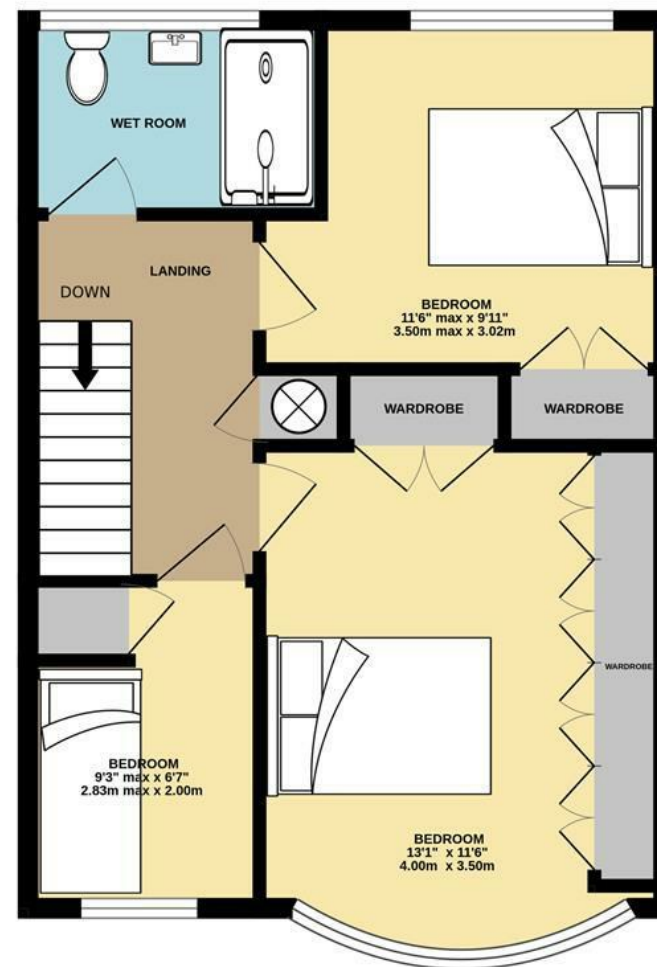 WET ROOM
LANDING
DOWN
BEDROOM
11'6" max x 9'11"
3.50m max x 3.02m
WARDROBE
WARDROBE
WARDROBE
BEDROOM
9'3" max x 6'7"
2.83m max x 2.00m
BEDROOM
13'1" x 11'6"
4.00m x 3.50m